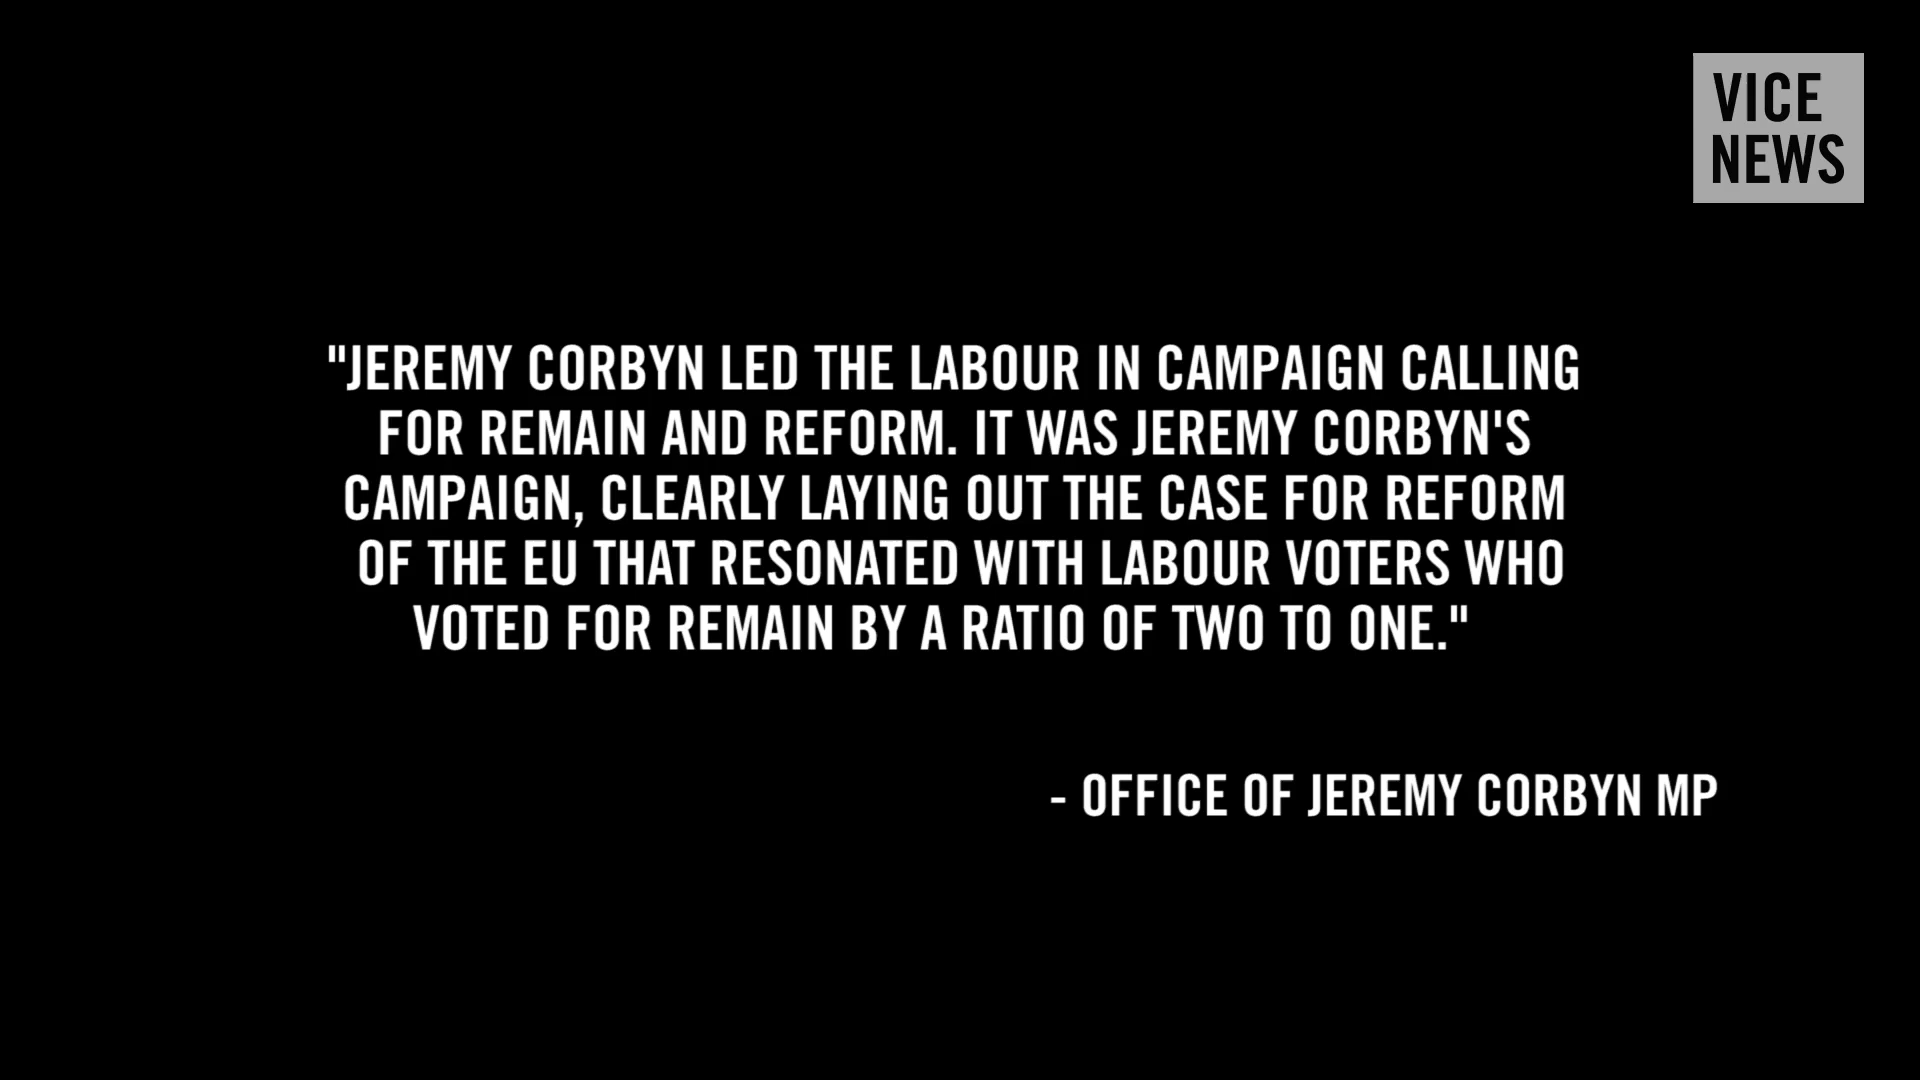 VICE
NEWS
"JEREMY CORBYN LED THE LABOUR IN CAMPAIGN CALLING
FOR REMAIN AND REFORM. IT WAS JEREMY CORBYN'S
CAMPAIGN, CLEARLY LAYING OUT THE CASE FOR REFORM
OF THE EU THAT RESONATED WITH LABOUR VOTERS WHO
VOTED FOR REMAIN BY A RATIO OF TWO TO ONE."
- OFFICE OF JEREMY CORBYN MP